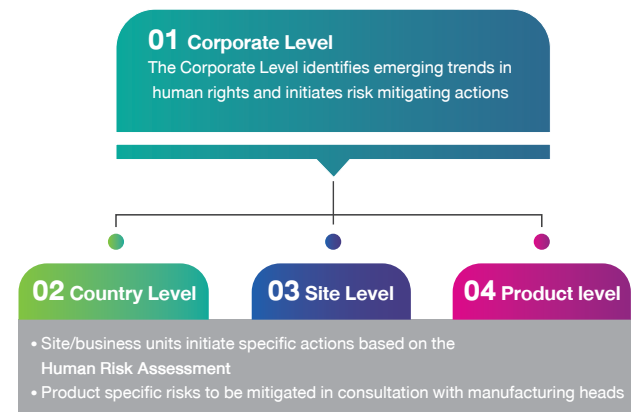 01 Corporate Level
The Corporate Level identifies emerging trends in
human rights and initiates risk mitigating actions
02 Country Level
03 Site Level
04 Product level
• Site/business units initiate specific actions based on the
Human Risk Assessment
• Product specific risks to be mitigated in consultation with manufacturing heads